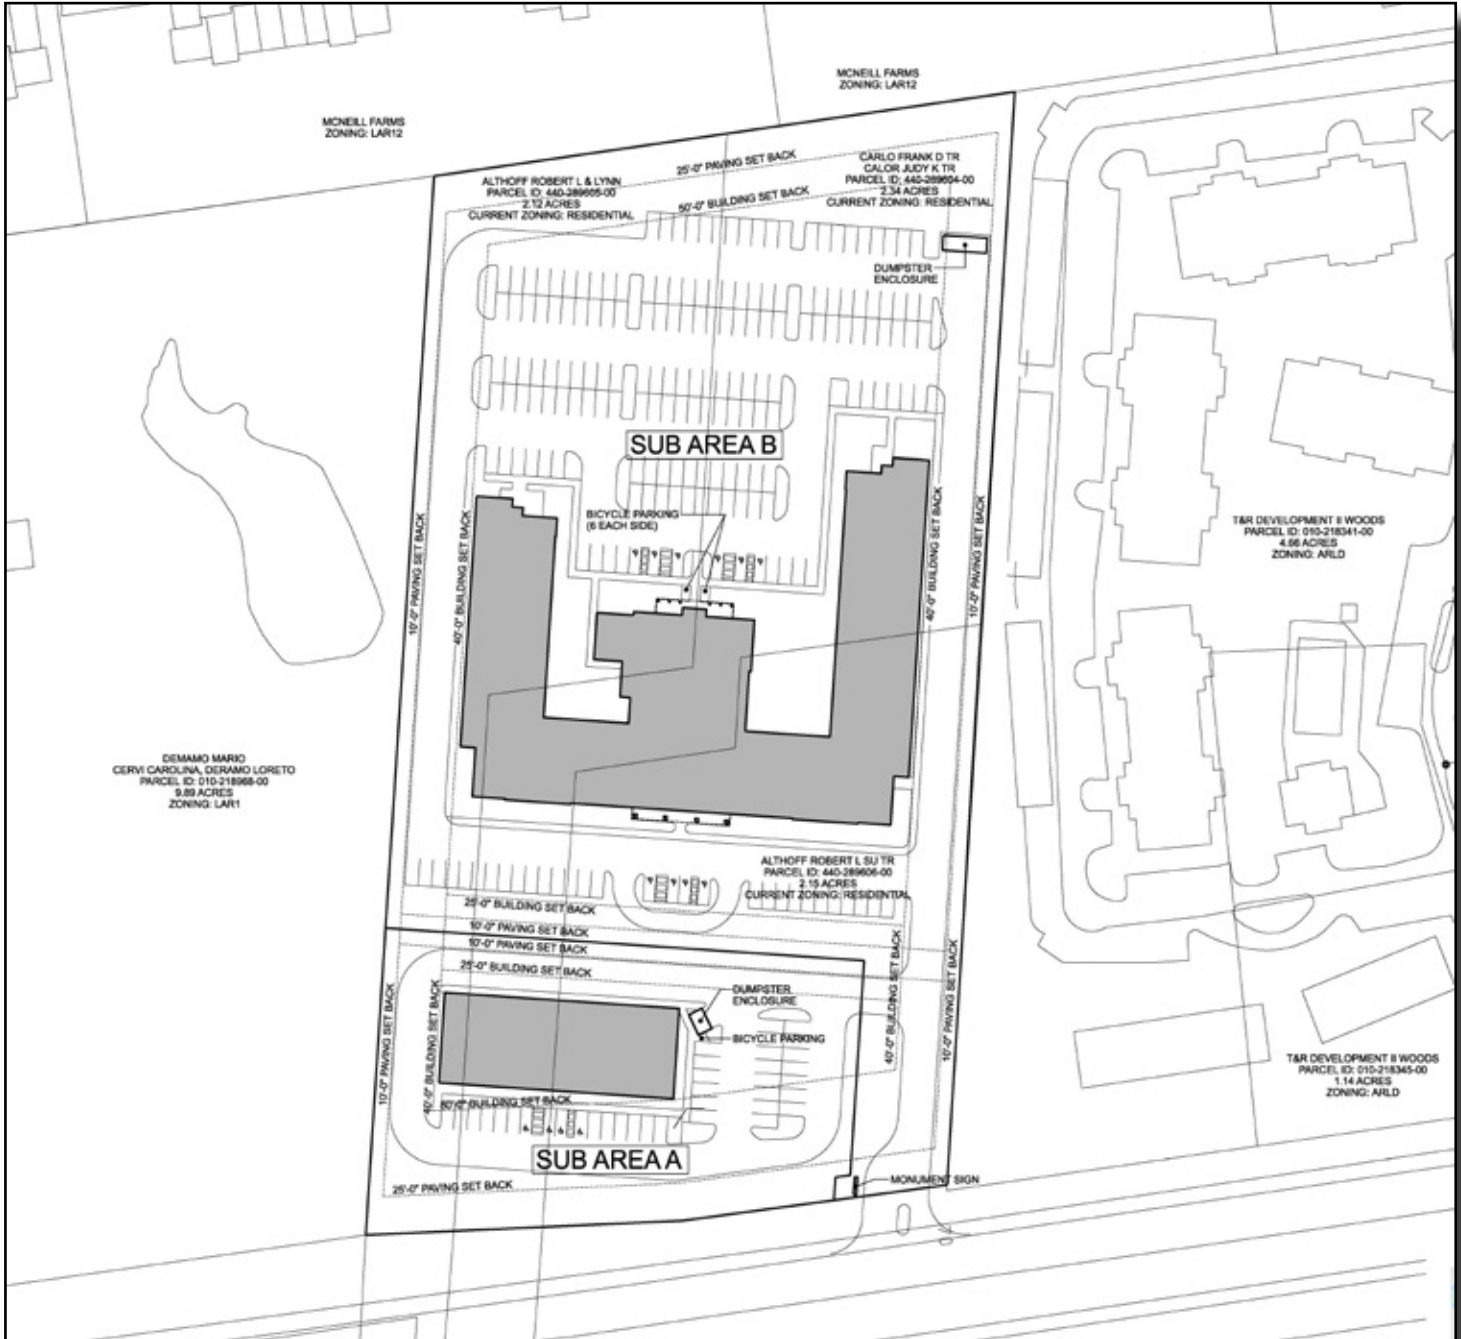 MCNEILL FARMS
ZONING: LAR12
MCNEILL FARMS
ZONING: LAR12
25'-0" PAVING SET BACK
ALTHOFF ROBERT L & LYNN
PARCEL ID: 440-289605-00
2.12 ACRES
CURRENT ZONING: RESIDENTIAL
CARLO FRANK D TR
CALOR JUDY K TR
PARCEL ID: 440-289604-00
2.34 ACRES
CURRENT ZONING: RESIDENTIAL
50'-0" BUILDING SET BACK
DUMPSTER
ENCLOSURE
SUB AREA B
BICYCLE PARKING
(6 EACH SIDE)
10'-0" PAVING SET BACK
40'-0" BUILDING SET BACK
40'-0" BUILDING SET BACK
10'-0" PAVING SET BACK
T&R DEVELOPMENT II WOODS
PARCEL ID: 010-218341-00
4.66 ACRES
ZONING: ARLD
DEMAMO MARIO
CERVI CAROLINA, DERAMO LORETO
PARCEL ID: 010-218968-00
9.89 ACRES
ZONING: LAR1
ALTHOFF ROBERT L SU TR
PARCEL ID: 440-289606-00
2.15 ACRES
CURRENT ZONING: RESIDENTIAL
25'-0" BUILDING SET BACK
10'-0" PAVING SET BACK
10'-0" PAVING SET BACK
25'-0" BUILDING SET BACK
10'-0" PAVING SET BACK
40'-0" BUILDING SET BACK
DUMPSTER
ENCLOSURE
BICYCLE PARKING
40'-0" BUILDING SET BACK
10'-0" PAVING SET BACK
T&R DEVELOPMENT II WOODS
PARCEL ID: 010-218345-00
1.14 ACRES
ZONING: ARLD
60'-0" BUILDING SET BACK
SUB AREA A
25'-0" PAVING SET BACK
MONUMENT SIGN